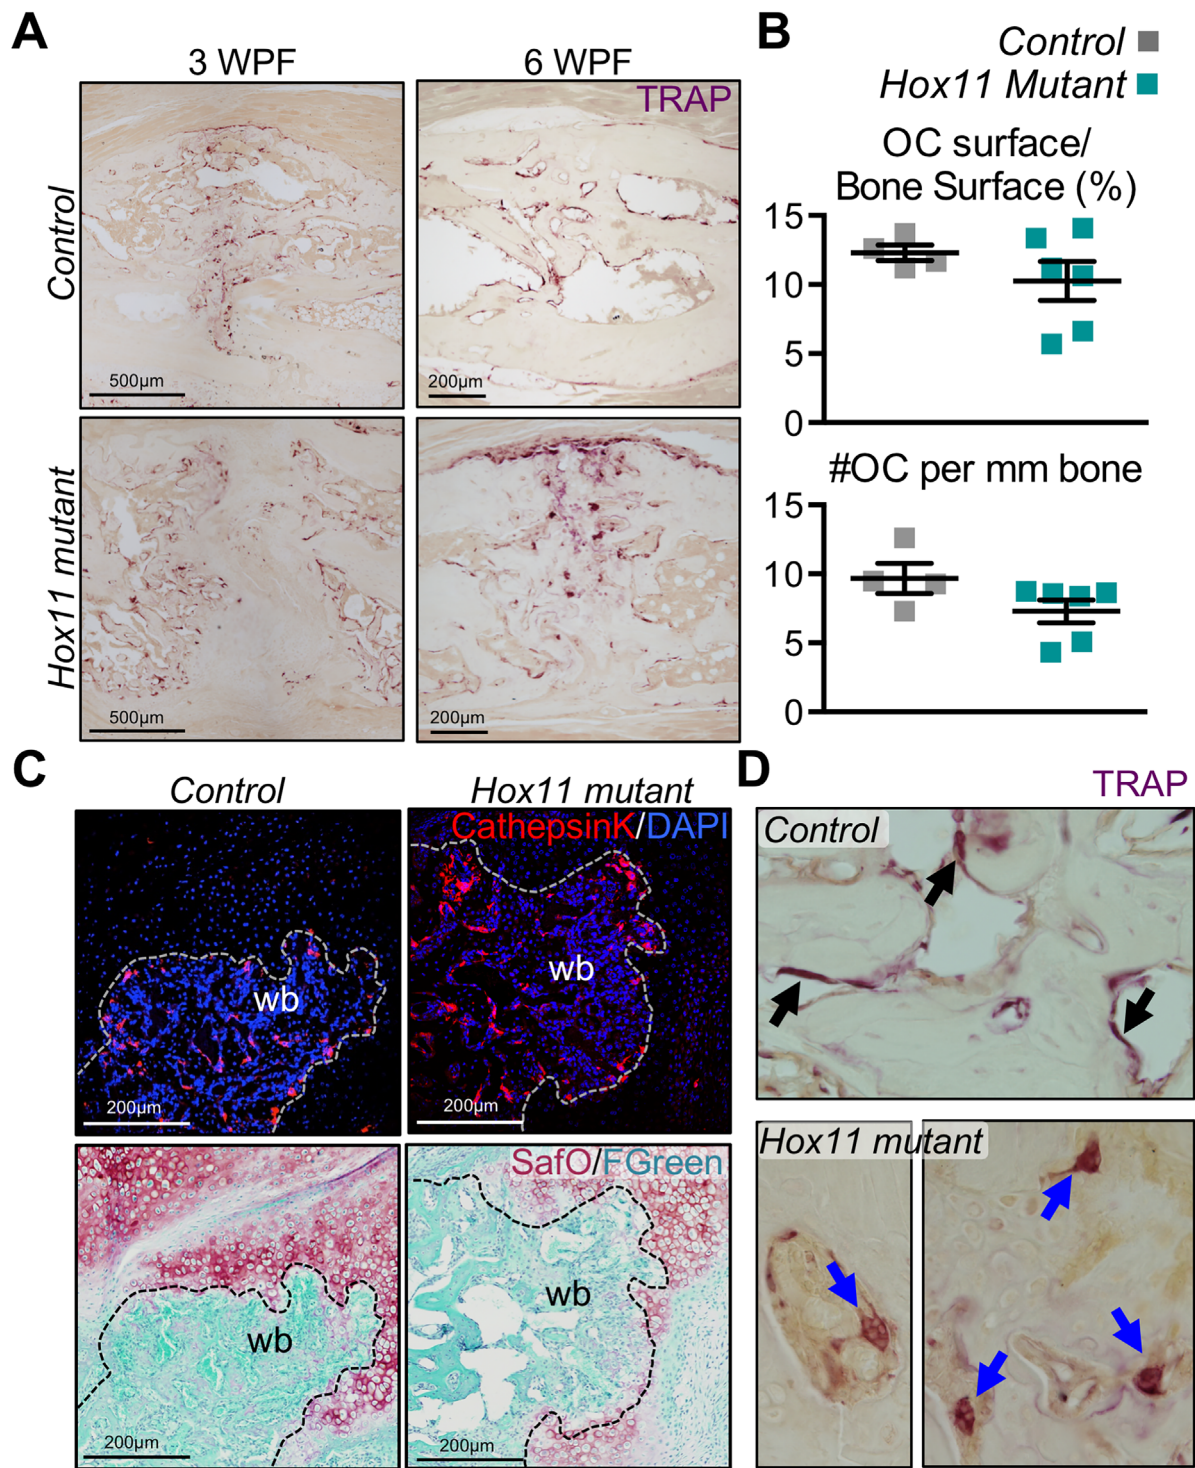 A
3 WPF
6 WPF
TRAP
Control
500µm
200µm
Hox11 mutant
500µm
200µm
B
Control
Hox11 Mutant
OC surface/
Bone Surface (%)
15
10
5
0
#OC per mm bone
15
10
5
0
C
Control
Hox11 mutant
CathepsinK/DAPI
wb
wb
200µm
200µm
SafO/FGreen
wb
wb
200µm
200µm
D
TRAP
Control
Hox11 mutant